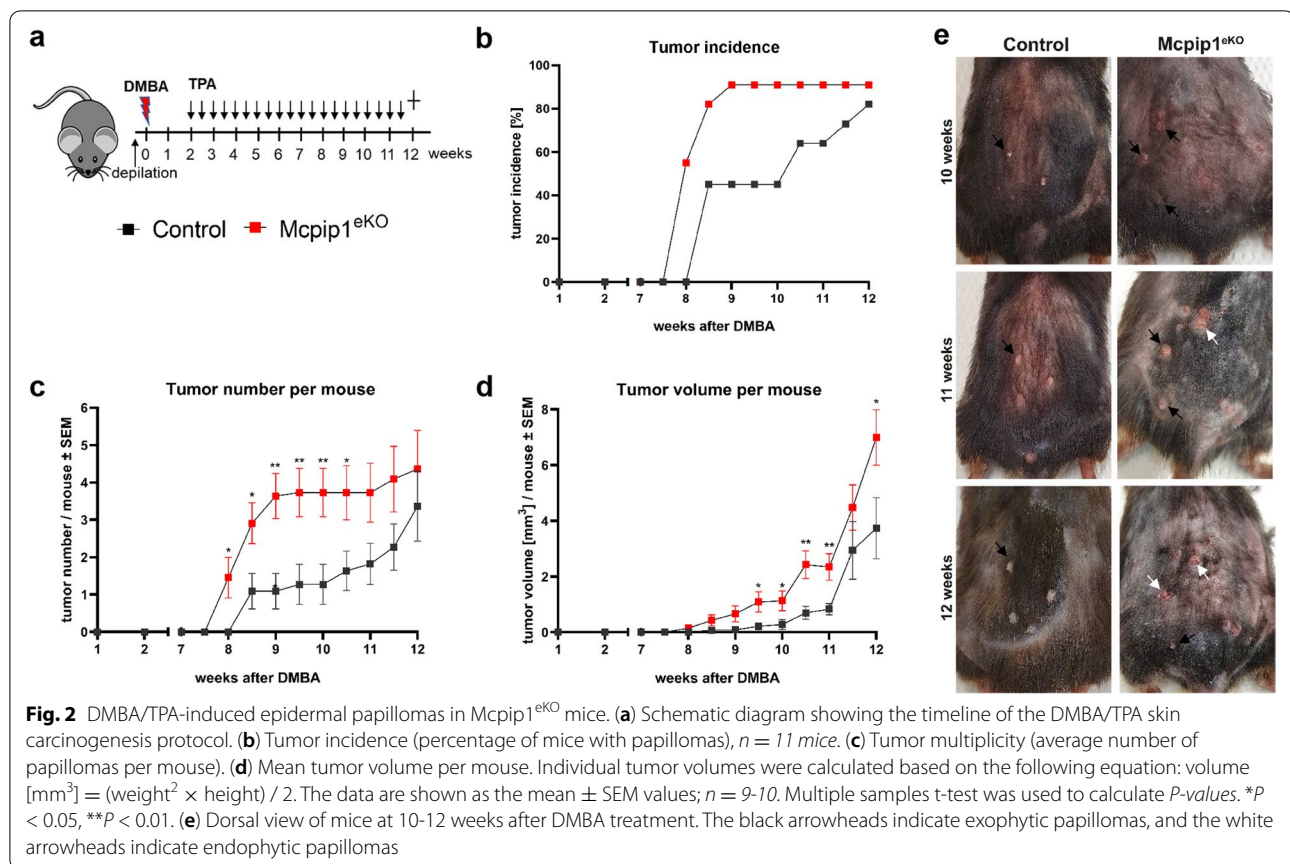 a
DMBA
TPA
0 1 2 3 4 5 6 7 8 9 10 11 12 weeks
depilation
Control Mcpip1eKO
b
Tumor incidence
tumor incidence [%]
100
80
60
40
20
0
1 2 7 8 9 10 11 12
weeks after DMBA
c
Tumor number per mouse
tumor number / mouse ± SEM
6
5
4
3
2
1
0
* * ** ** ** *
1 2 7 8 9 10 11 12
weeks after DMBA
d
Tumor volume per mouse
tumor volume [mm3] / mouse ± SEM
8
6
4
2
0
* * ** ** *
1 2 7 8 9 10 11 12
weeks after DMBA
e
Control Mcpip1eKO
10 weeks
11 weeks
12 weeks
Fig. 2 DMBA/TPA-induced epidermal papillomas in Mcpip1eKO mice. (a) Schematic diagram showing the timeline of the DMBA/TPA skin
carcinogenesis protocol. (b) Tumor incidence (percentage of mice with papillomas), n = 11 mice. (c) Tumor multiplicity (average number of
papillomas per mouse). (d) Mean tumor volume per mouse. Individual tumor volumes were calculated based on the following equation: volume
[mm3] = (weight2 × height) / 2. The data are shown as the mean ± SEM values; n = 9-10. Multiple samples t-test was used to calculate P-values. *P
< 0.05, **P < 0.01. (e) Dorsal view of mice at 10-12 weeks after DMBA treatment. The black arrowheads indicate exophytic papillomas, and the white
arrowheads indicate endophytic papillomas